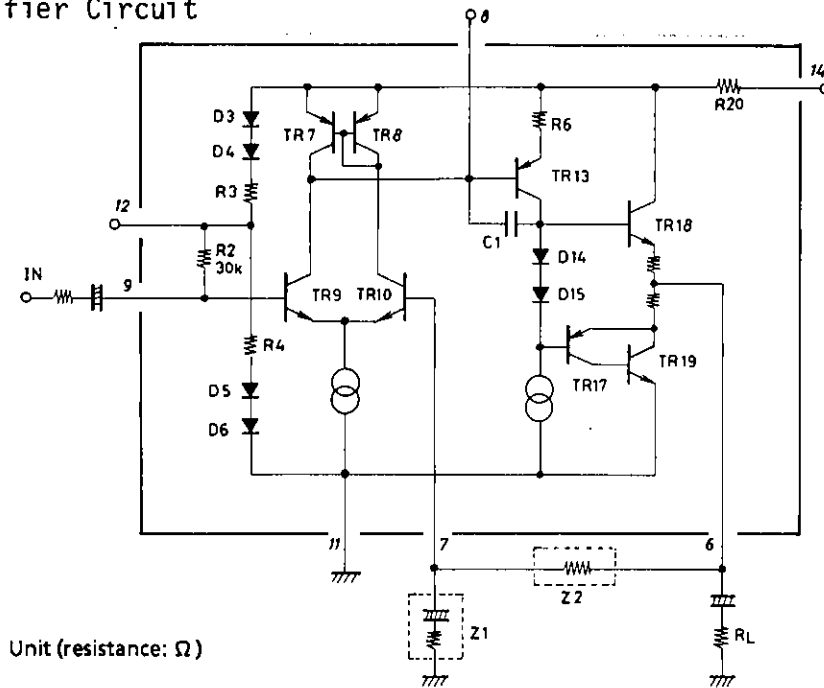 fier Circuit
8
14
R20
D3
TR7
TR8
R6
D4
TR13
R3
12
TR18
C1
R2
30k
D14
IN
9
TR9
TR10
D15
R4
TR19
TR17
D5
D6
11
7
6
Z2
Z1
RL
Unit (resistance: Ω)